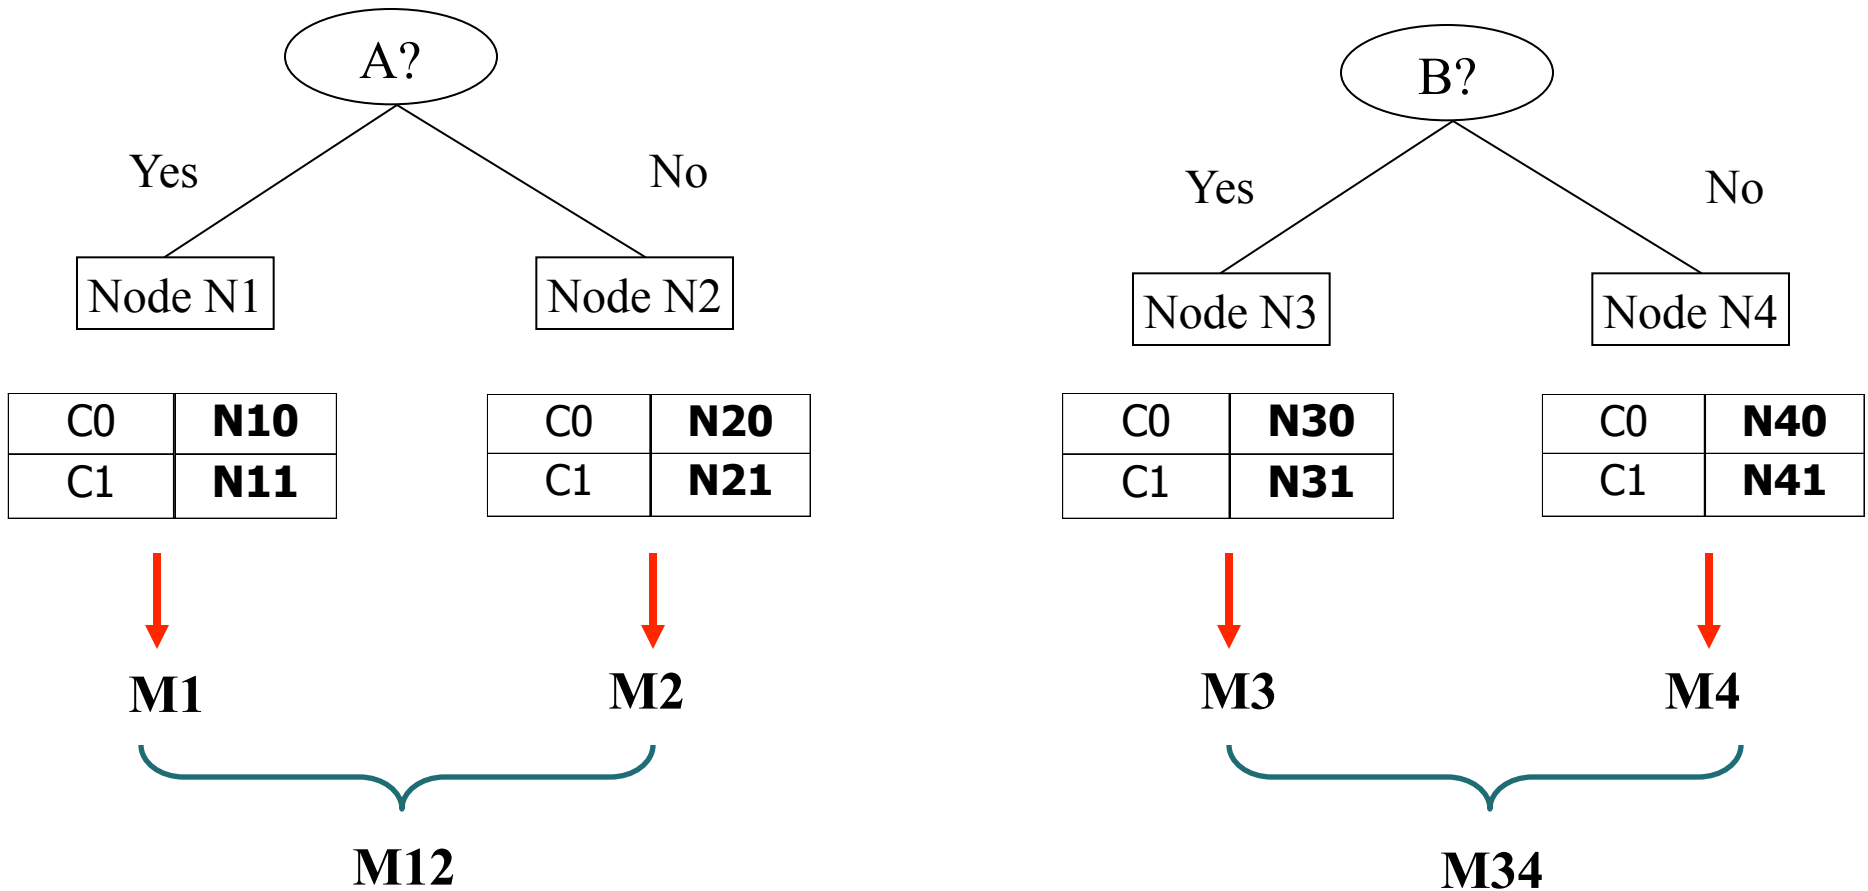 A?
Yes
No
Node N1
Node N2
C0 N10
C1 N11
C0 N20
C1 N21
M1
M2
M12
B?
Yes
No
Node N3
Node N4
C0 N30
C1 N31
C0 N40
C1 N41
M3
M4
M34